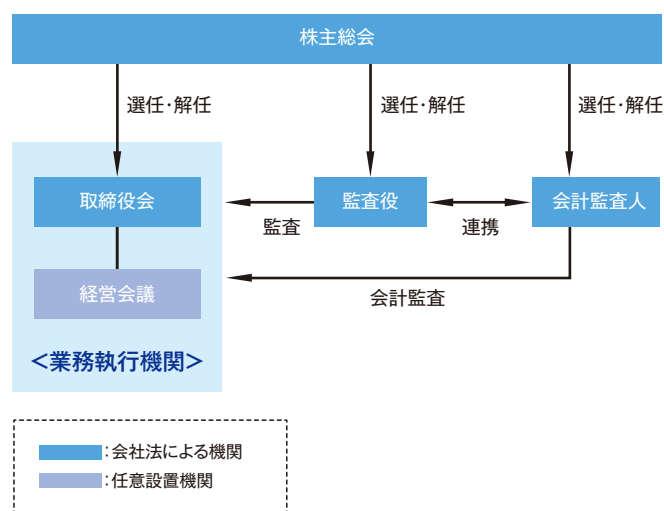 株主総会
選任・解任
選任・解任
選任・解任
取締役会
監査役
会計監査人
監査
連携
経営会議
会計監査
＜業務執行機関＞
：会社法による機関
：任意設置機関